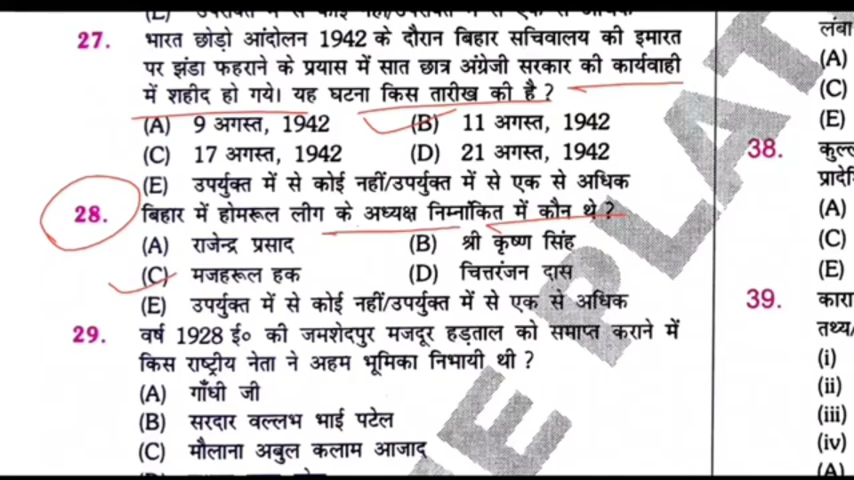 27. भारत छोड़ो आंदोलन 1942 के दौरान बिहार सचिवालय की इमारत
पर झंडा फहराने के प्रयास में सात छात्र अंग्रेजी सरकार की कार्यवाही
में शहीद हो गये। यह घटना किस तारीख की है ?
(A) 9 अगस्त, 1942 (B) 11 अगस्त, 1942
(C) 17 अगस्त, 1942 (D) 21 अगस्त, 1942
(E) उपर्युक्त में से कोई नहीं/उपर्युक्त में से एक से अधिक
28. बिहार में होमरूल लीग के अध्यक्ष निम्नांकित में कौन थे ?
(A) राजेन्द्र प्रसाद (B) श्री कृष्ण सिंह
(C) मजहरूल हक (D) चित्तरंजन दास
(E) उपर्युक्त में से कोई नहीं/उपर्युक्त में से एक से अधिक
29. वर्ष 1928 ई० की जमशेदपुर मजदूर हड़ताल को समाप्त कराने में
किस राष्ट्रीय नेता ने अहम भूमिका निभायी थी ?
(A) गाँधी जी
(B) सरदार वल्लभ भाई पटेल
(C) मौलाना अबुल कलाम आजाद
(A)
(C)
(E)
38.
(A)
(C)
(E)
39. कारा
(i)
(ii)
(iii)
(iv)
(A)
E PLAT